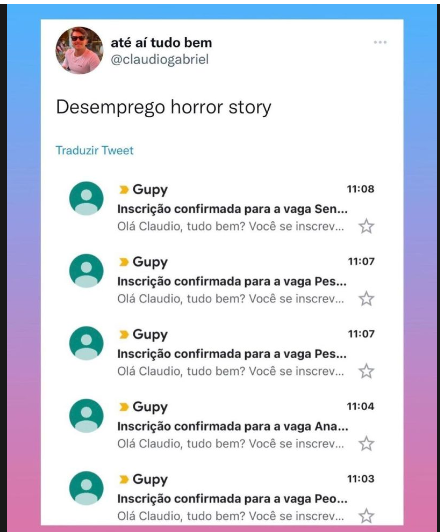 até aí tudo bem
@claudiogabriel
Desemprego horror story
Traduzir Tweet
Gupy 11:08
Inscrição confirmada para a vaga Sen...
Olá Claudio, tudo bem? Você se inscrev...
Gupy 11:07
Inscrição confirmada para a vaga Pes...
Olá Claudio, tudo bem? Você se inscrev...
Gupy 11:07
Inscrição confirmada para a vaga Pes...
Olá Claudio, tudo bem? Você se inscrev...
Gupy 11:04
Inscrição confirmada para a vaga Ana...
Olá Claudio, tudo bem? Você se inscrev...
Gupy 11:03
Inscrição confirmada para a vaga Peo...
Olá Claudio, tudo bem? Você se inscrev...